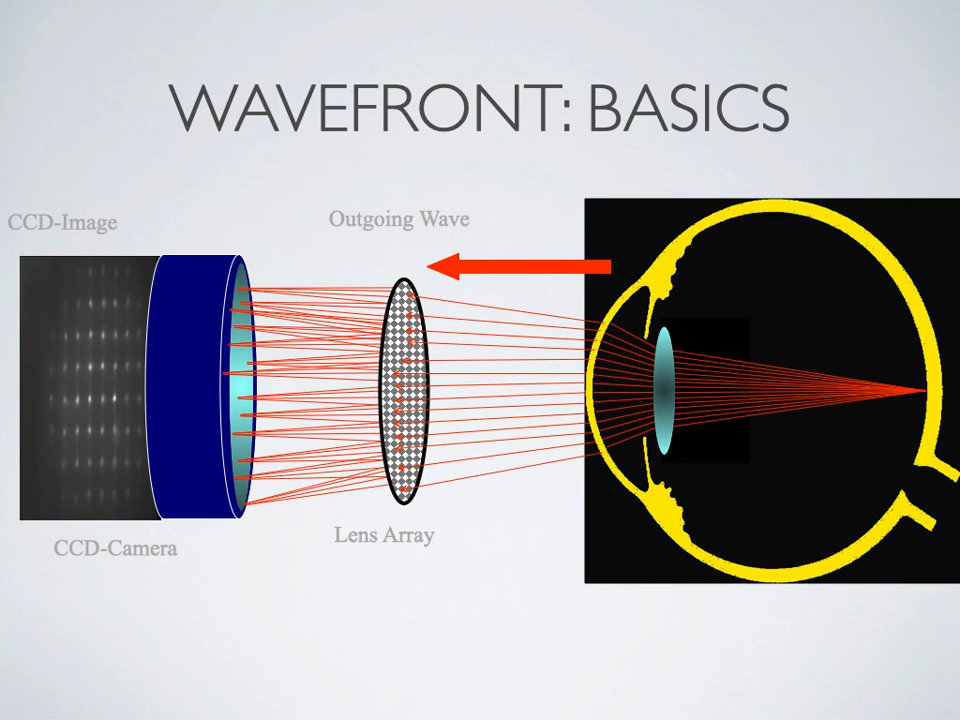 WAVEFRONT: BASICS
CCD-Image
Outgoing Wave
CCD-Camera
Lens Array